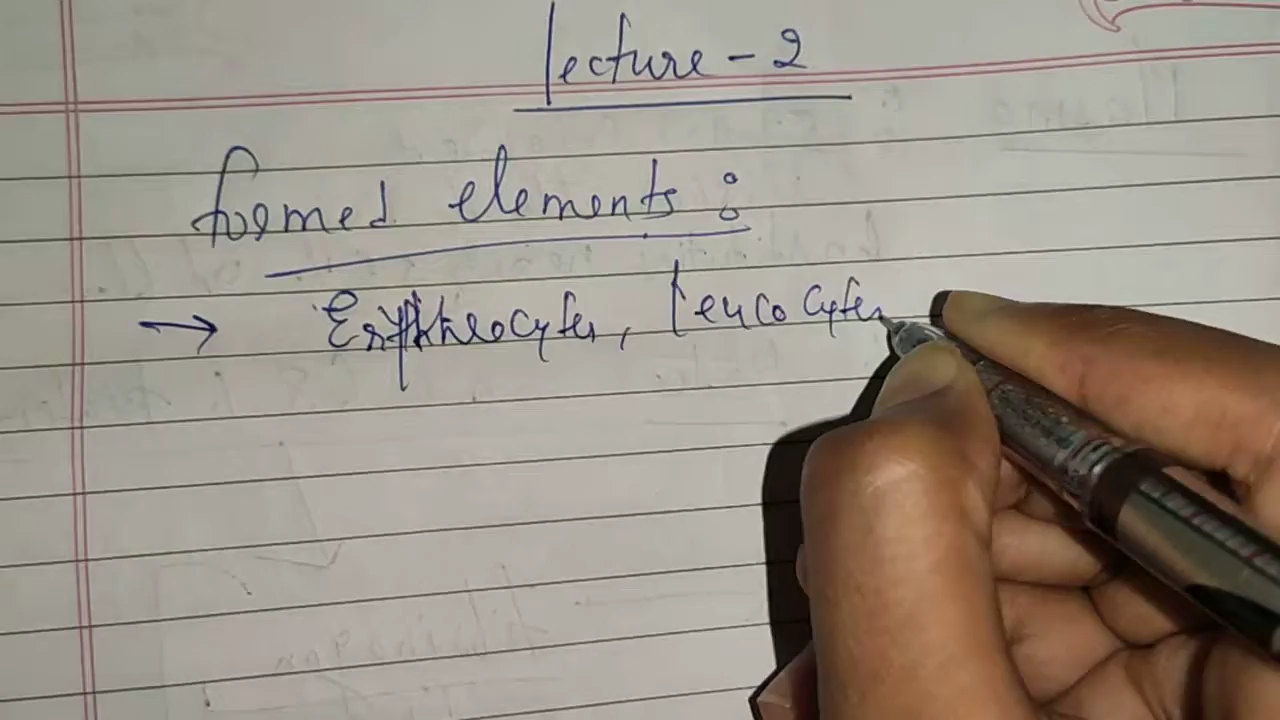 lecture - 2
formed elements :
→ Erythrocytes, leucocytes